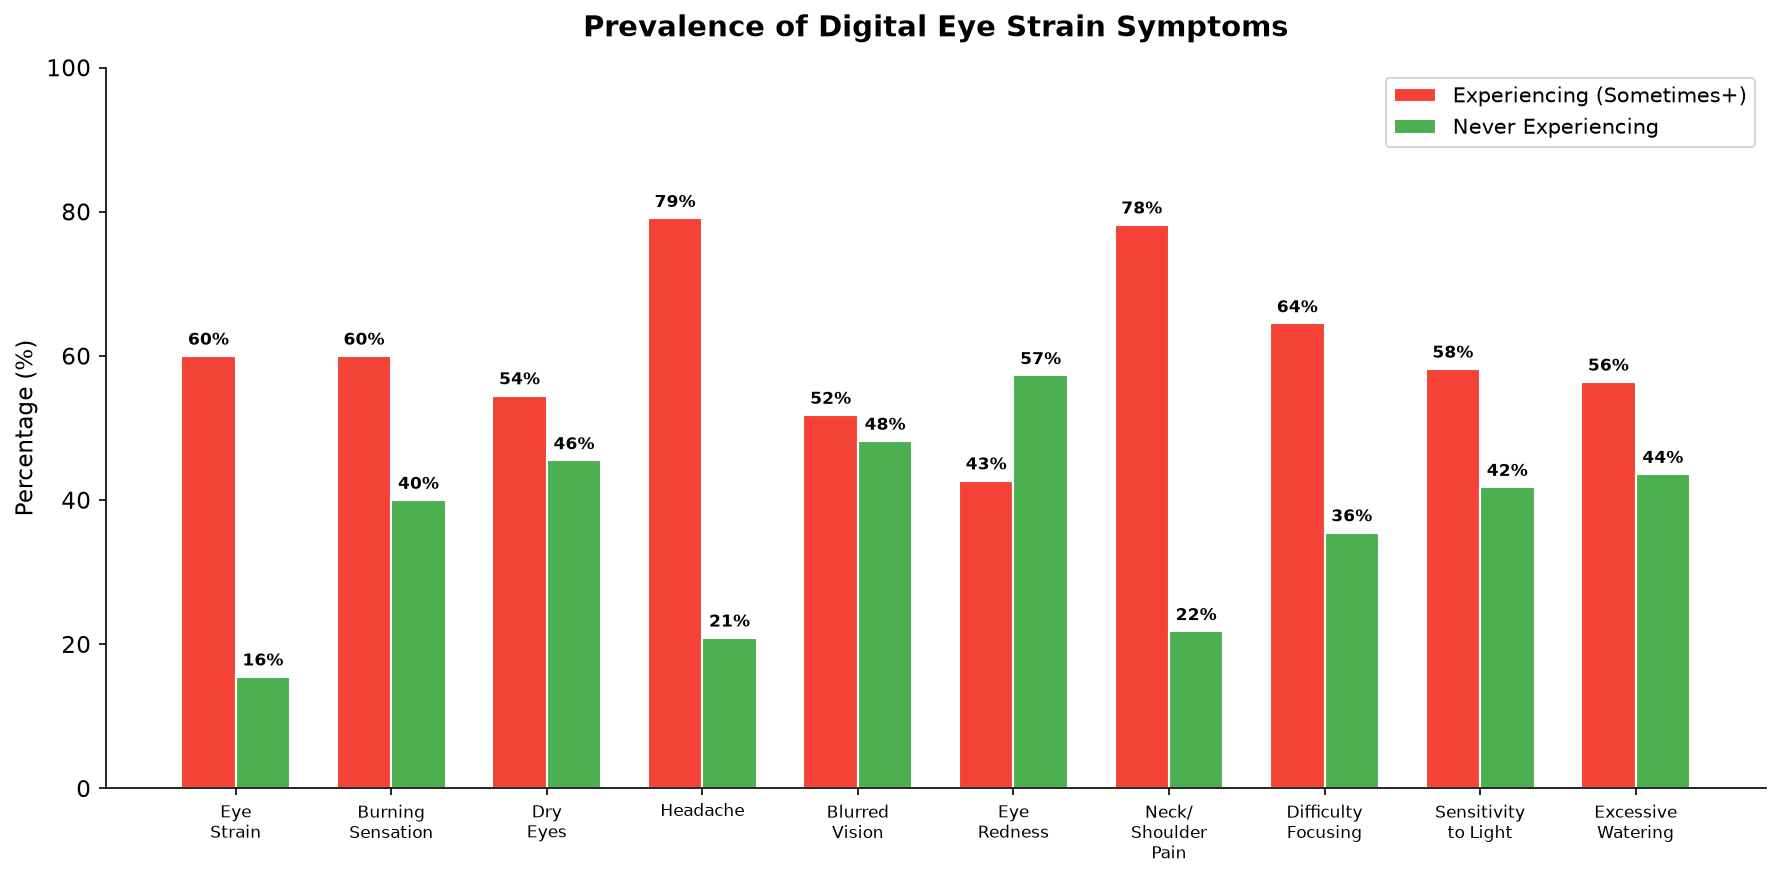 Prevalence of Digital Eye Strain Symptoms
Experiencing (Sometimes+)
Never Experiencing
Percentage (%)
100
80
60
40
20
0
60%
16%
60%
40%
54%
46%
79%
21%
52%
48%
43%
57%
78%
22%
64%
36%
58%
42%
56%
44%
Eye
Strain
Burning
Sensation
Dry
Eyes
Headache
Blurred
Vision
Eye
Redness
Neck/
Shoulder
Pain
Difficulty
Focusing
Sensitivity
to Light
Excessive
Watering